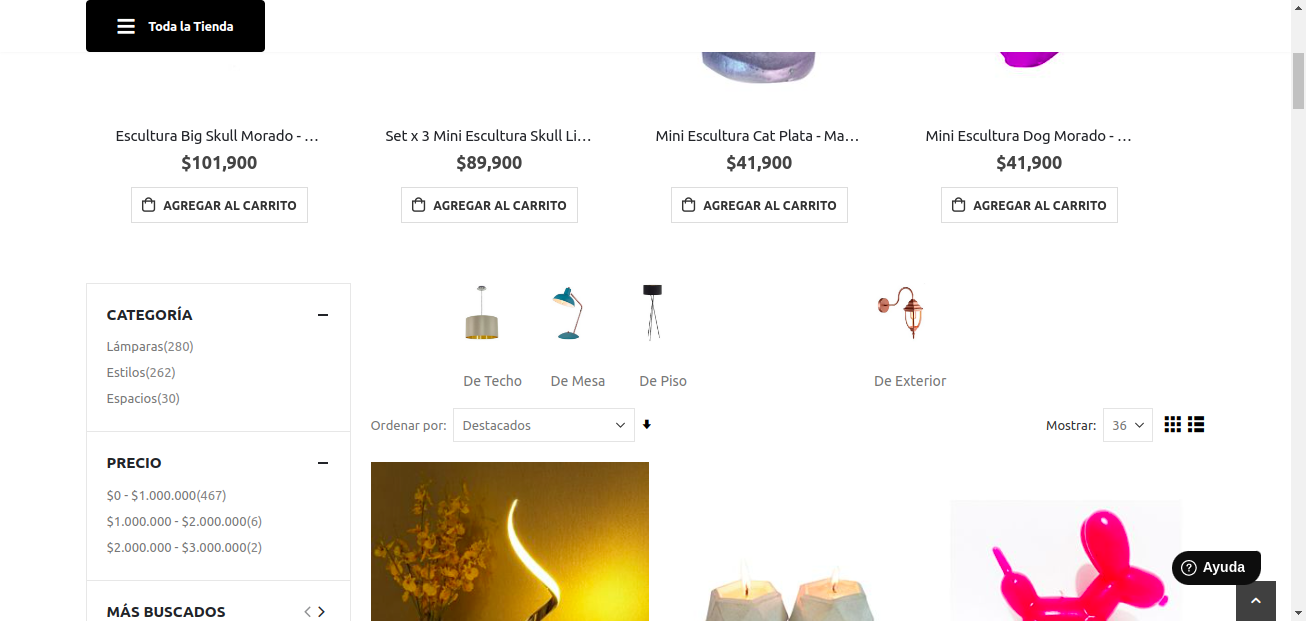 Toda la Tienda
Escultura Big Skull Morado - ...
$101,900
AGREGAR AL CARRITO
Set x 3 Mini Escultura Skull Li...
$89,900
AGREGAR AL CARRITO
Mini Escultura Cat Plata - Ma...
$41,900
AGREGAR AL CARRITO
Mini Escultura Dog Morado - ...
$41,900
AGREGAR AL CARRITO
CATEGORÍA
Lámparas(280)
Estilos(262)
Espacios(30)
PRECIO
$0 - $1.000.000(467)
$1.000.000 - $2.000.000(6)
$2.000.000 - $3.000.000(2)
MÁS BUSCADOS
De Techo
De Mesa
De Piso
De Exterior
Ordenar por: Destacados
Mostrar: 36
Ayuda